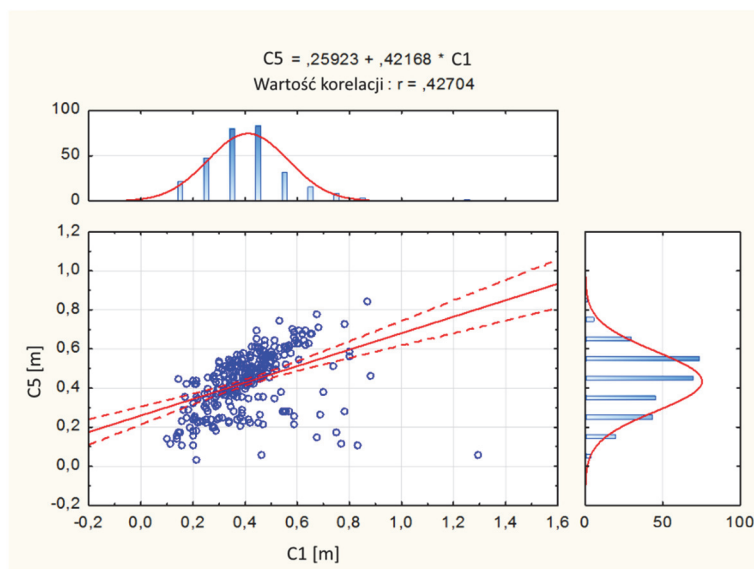 C5 = ,25923 + ,42168 * C1
Wartość korelacji : r = ,42704
100
50
0
1,2
1,0
0,8
0,6
0,4
0,2
0,0
-0,2
C5 [m]
-0,2 0,0 0,2 0,4 0,6 0,8 1,0 1,2 1,4 1,6
0 50 100
C1 [m]